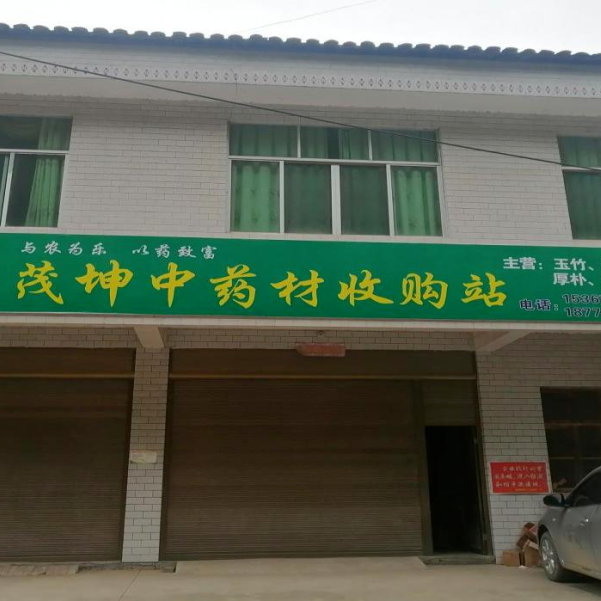 与农为乐 以药致富
茂坤中药材收购站
主营：玉竹、
厚朴、
电话：1536
1877